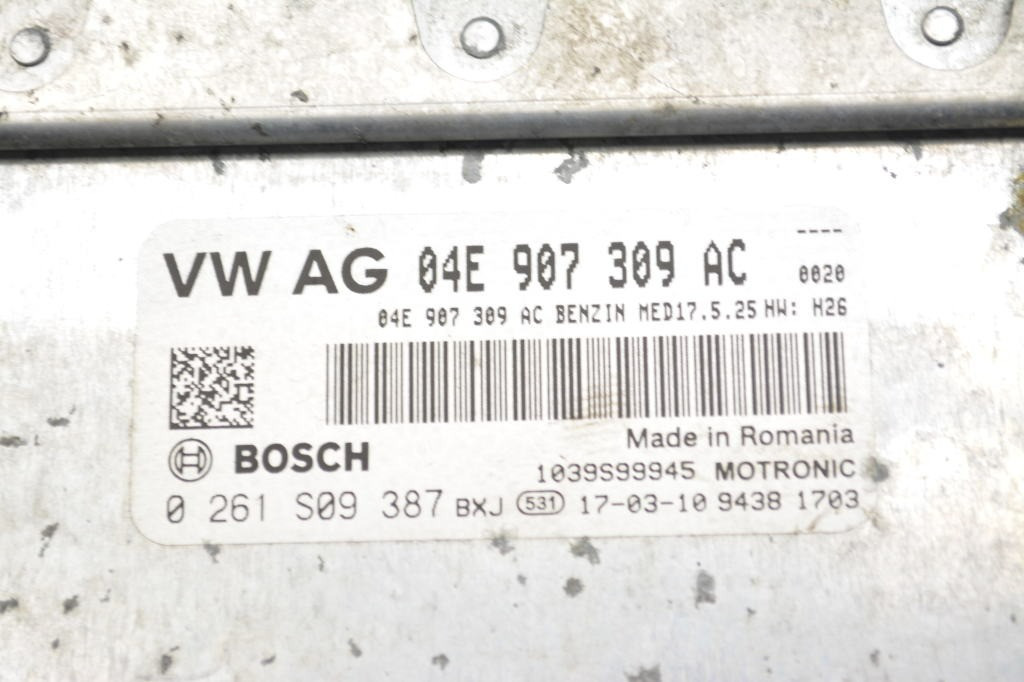 ----
VW AG 04E 907 309 AC 0020
04E 907 309 AC BENZIN MED17.5.25 HW: H26
Made in Romania
BOSCH 1039S99945 MOTRONIC
0 261 S09 387 BXJ 531 17-03-10 9438 1703